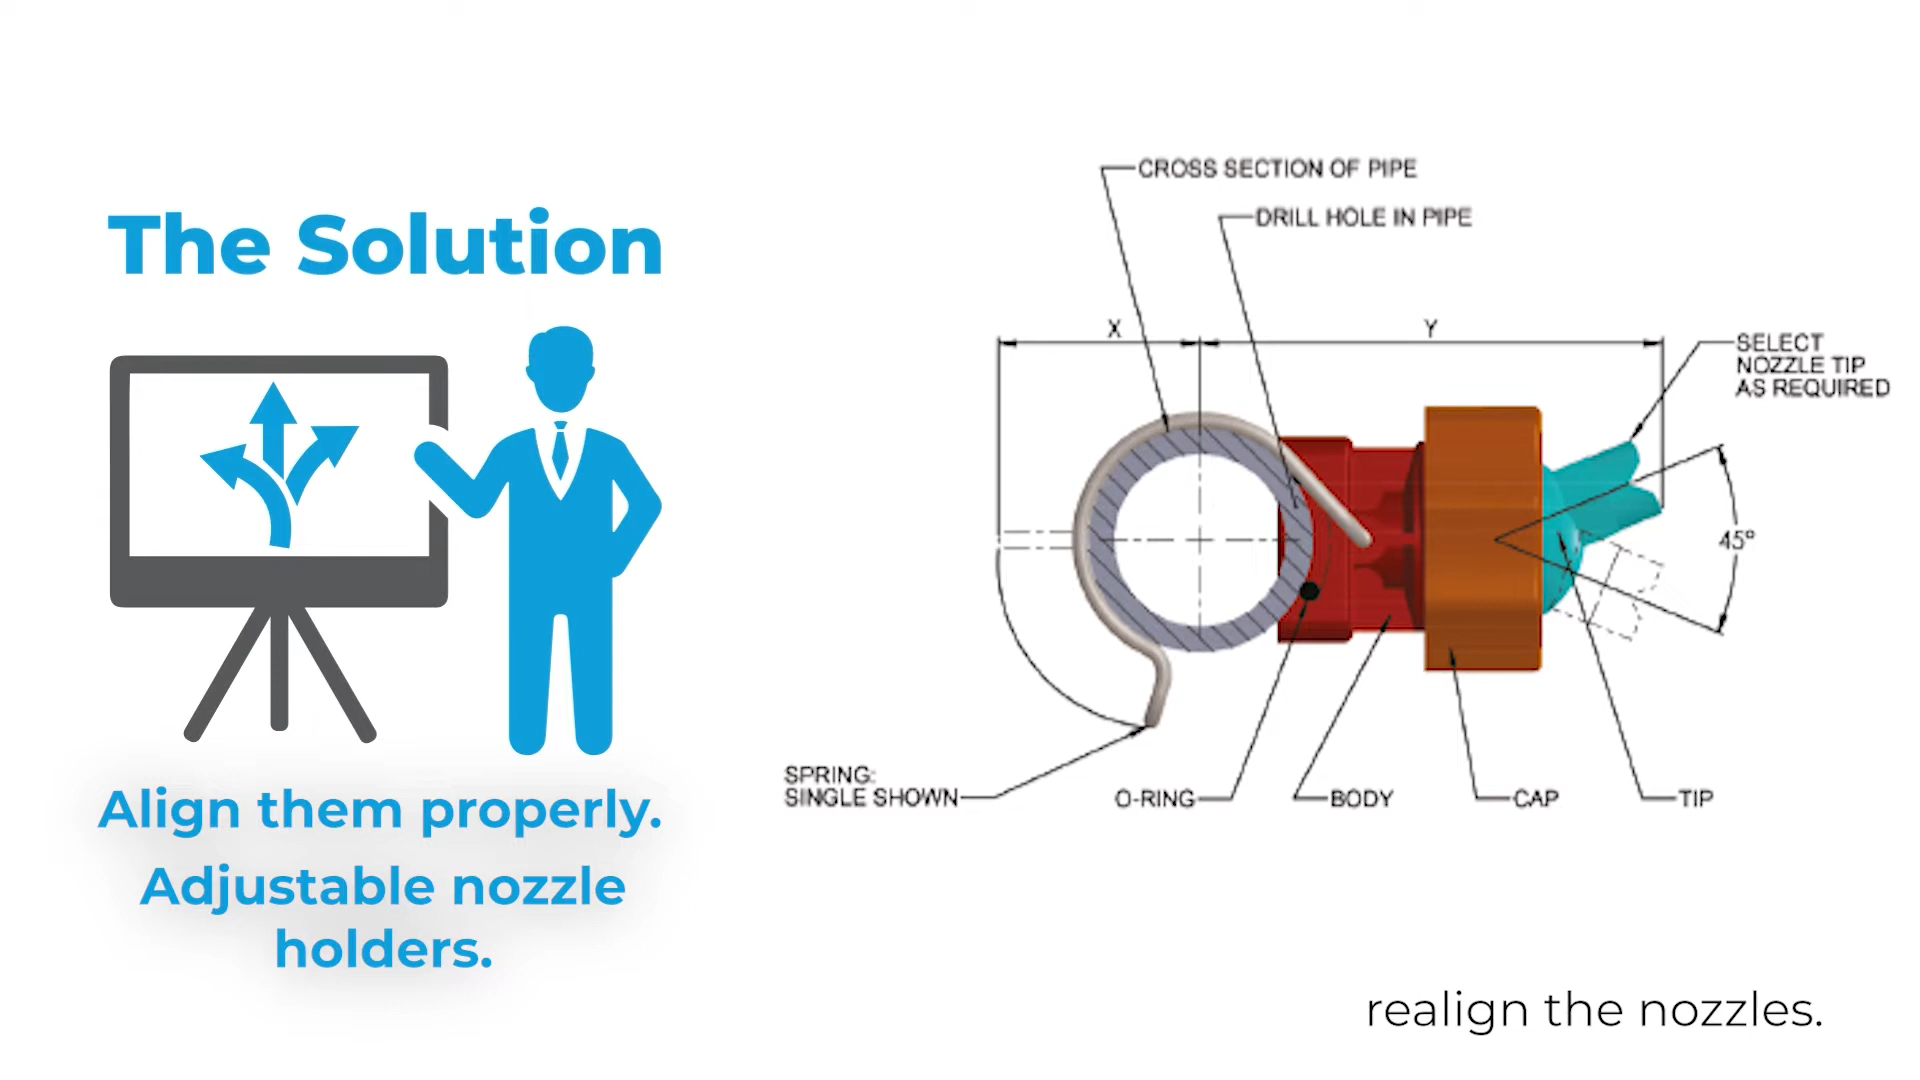 The Solution
Align them properly.
Adjustable nozzle
holders.
CROSS SECTION OF PIPE
DRILL HOLE IN PIPE
X
Y
SELECT
NOZZLE TIP
AS REQUIRED
45°
SPRING:
SINGLE SHOWN
O-RING
BODY
CAP
TIP
realign the nozzles.